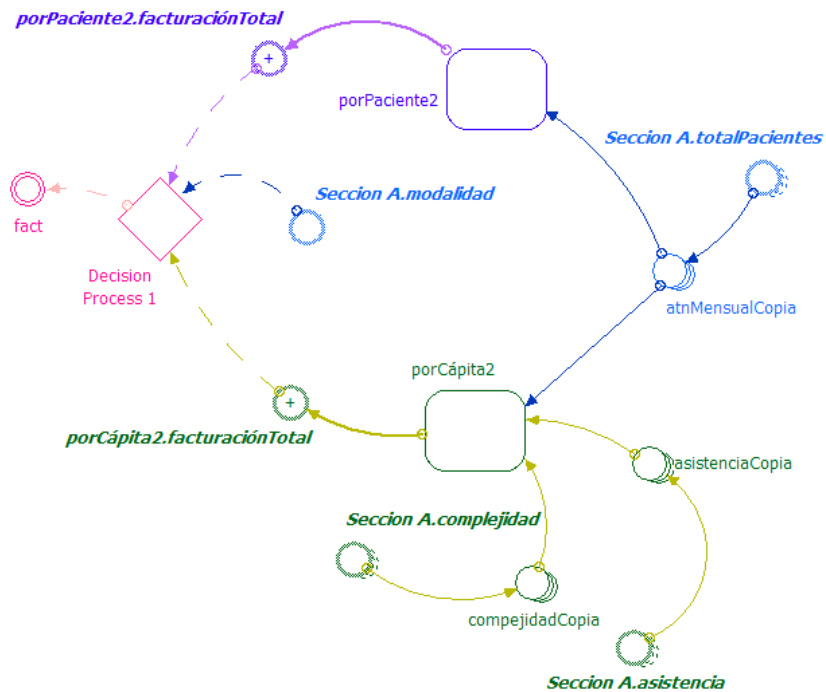 porPaciente2.facturaciónTotal
+
porPaciente2
Seccion A.totalPacientes
Seccion A.modalidad
fact
Decision
Process 1
atnMensualCopia
porCápita2
+
porCápita2.facturaciónTotal
asistenciaCopia
Seccion A.complejidad
compejidadCopia
Seccion A.asistencia